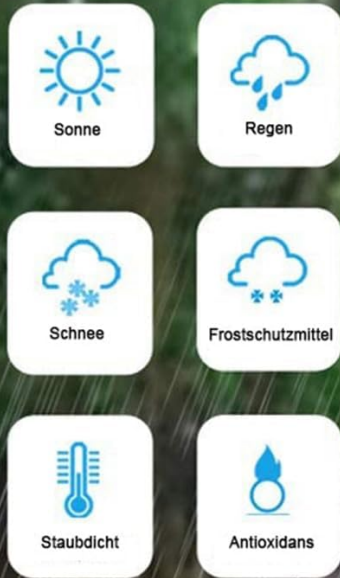 Sonne
Regen
Schnee
Frostschutzmittel
Staubdicht
Antioxidans